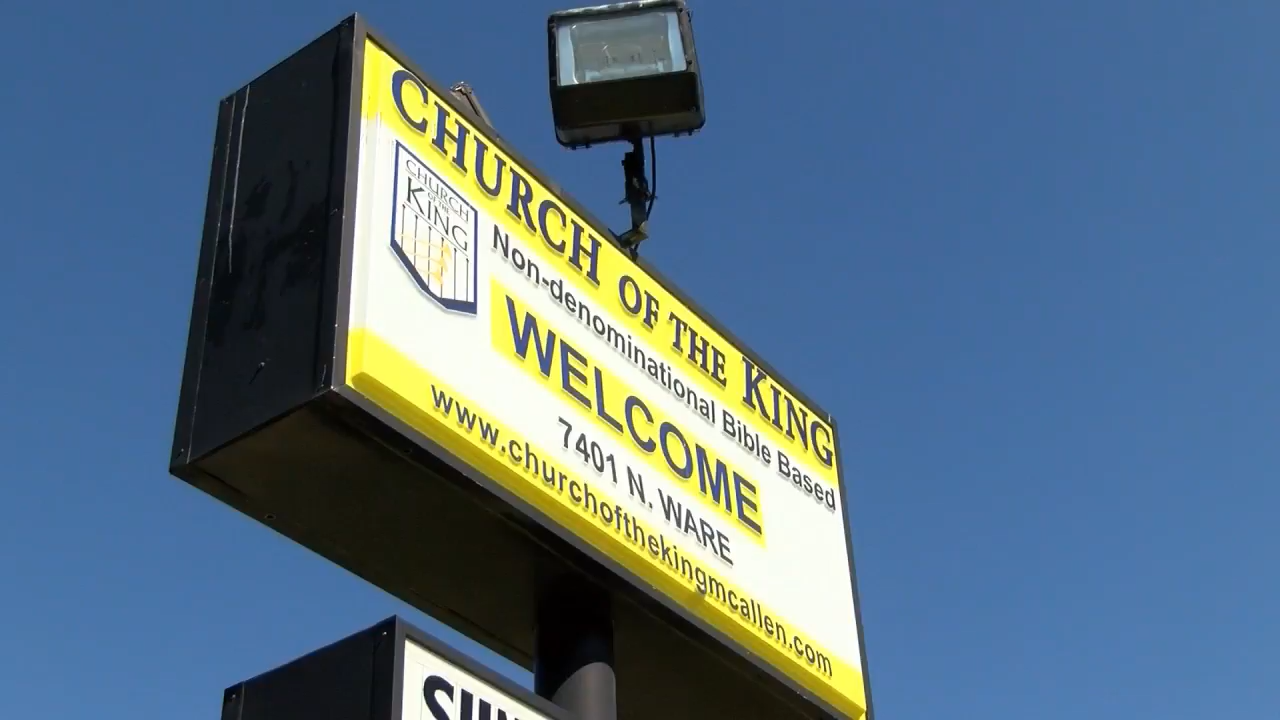 CHURCH OF THE KING
CHURCH
OF THE
KING
Non-denominational Bible Based
WELCOME
7401 N. WARE
www.churchofthekingmcallen.com